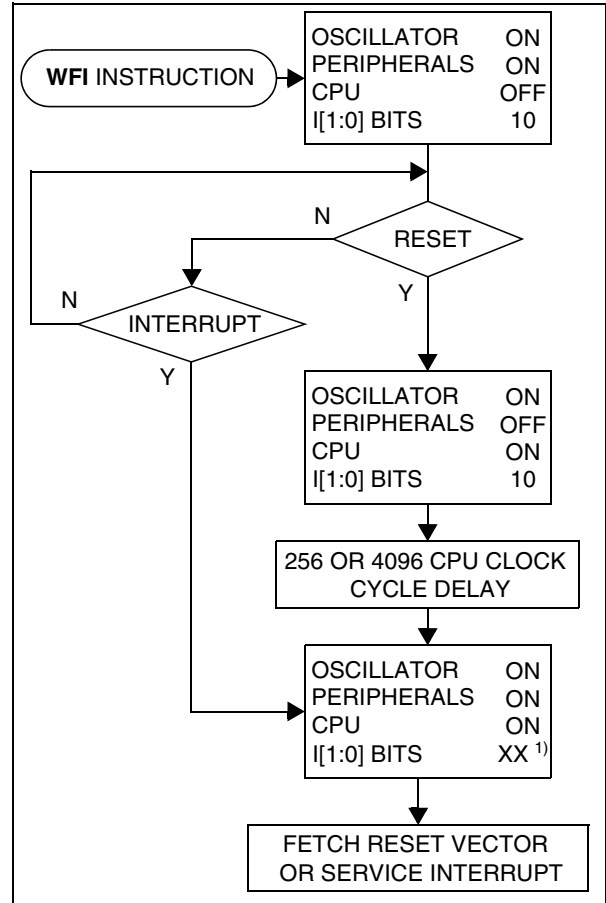 WFI INSTRUCTION
OSCILLATOR ON
PERIPHERALS ON
CPU OFF
I[1:0] BITS 10
N
RESET
Y
N
INTERRUPT
Y
OSCILLATOR ON
PERIPHERALS OFF
CPU ON
I[1:0] BITS 10
256 OR 4096 CPU CLOCK
CYCLE DELAY
OSCILLATOR ON
PERIPHERALS ON
CPU ON
I[1:0] BITS XX 1)
FETCH RESET VECTOR
OR SERVICE INTERRUPT